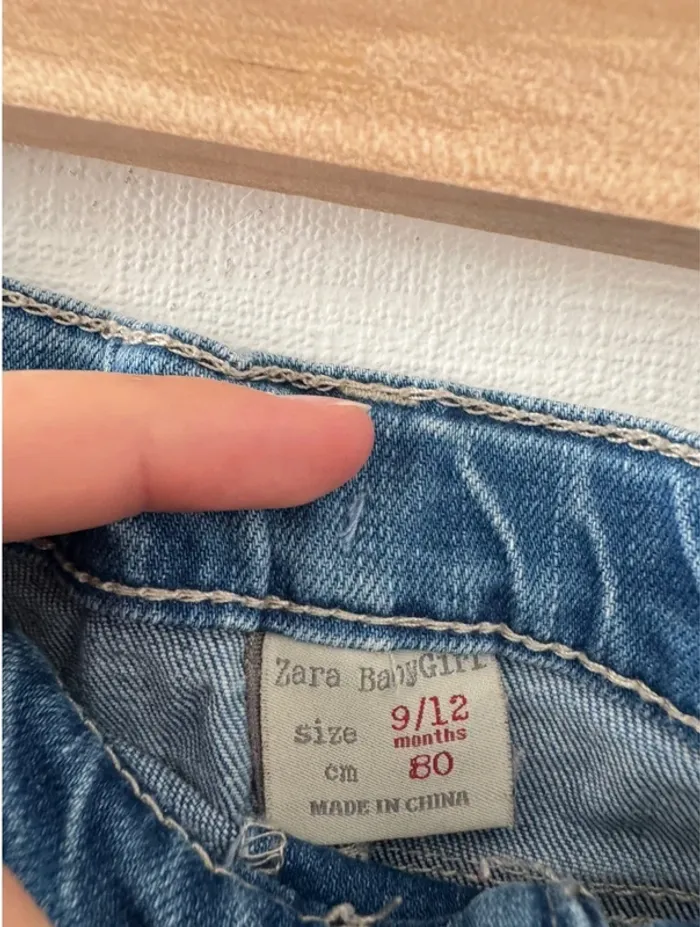 Zara BabyGirl
size 9/12
months
cm 80
MADE IN CHINA